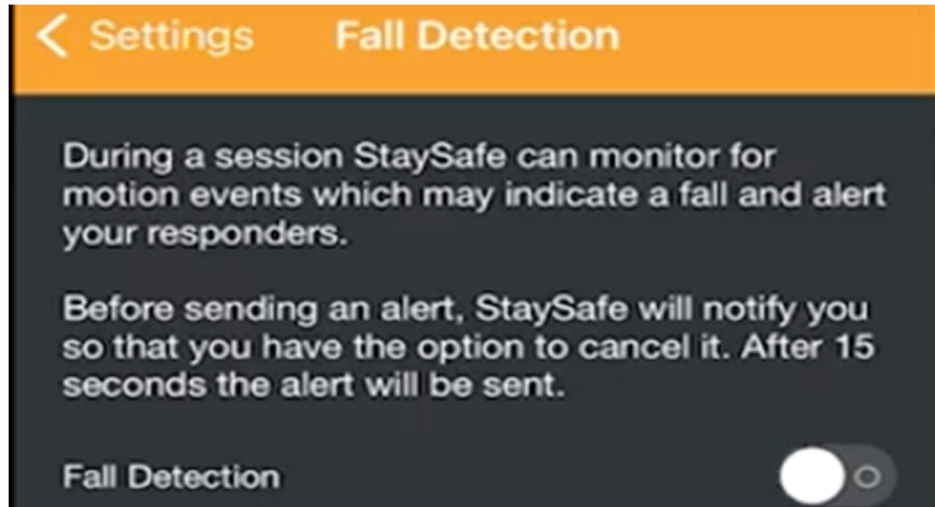 Settings Fall Detection
During a session StaySafe can monitor for
motion events which may indicate a fall and alert
your responders.
Before sending an alert, StaySafe will notify you
so that you have the option to cancel it. After 15
seconds the alert will be sent.
Fall Detection